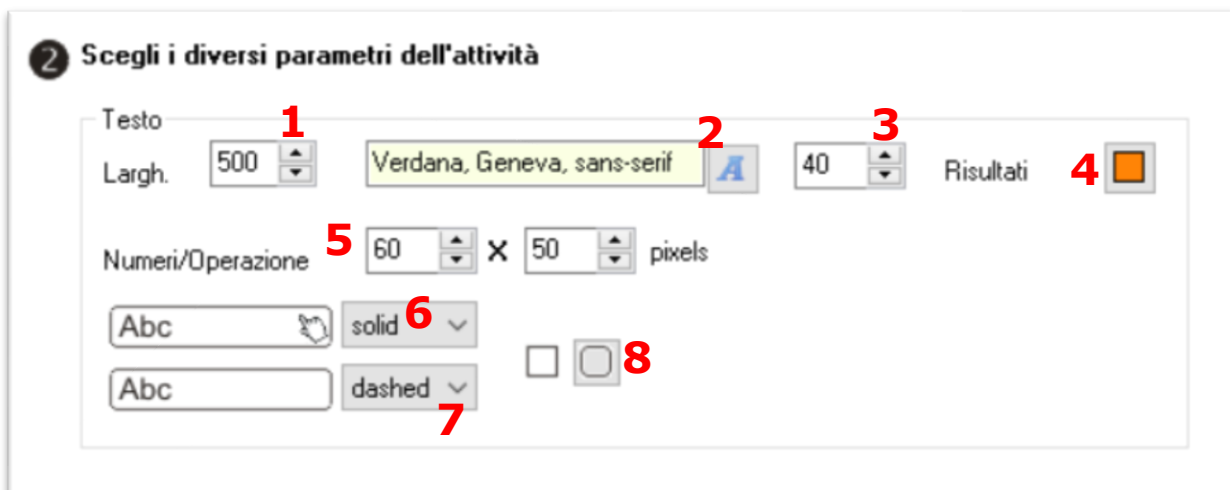 2 Scegli i diversi parametri dell'attività
Testo
1 2 3
Largh. 500 Verdana, Geneva, sans-serif A 40 Risultati 4
Numeri/Operazione 5 60 X 50 pixels
Abc solid 6
8
Abc dashed 7